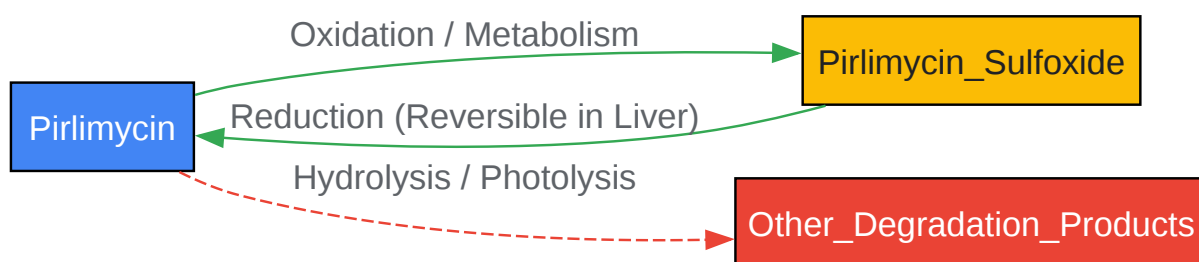 Oxidation / Metabolism
Pirlimycin_Sulfoxide
Pirlimycin
Reduction (Reversible in Liver)
Hydrolysis / Photolysis
Other_Degradation_Products